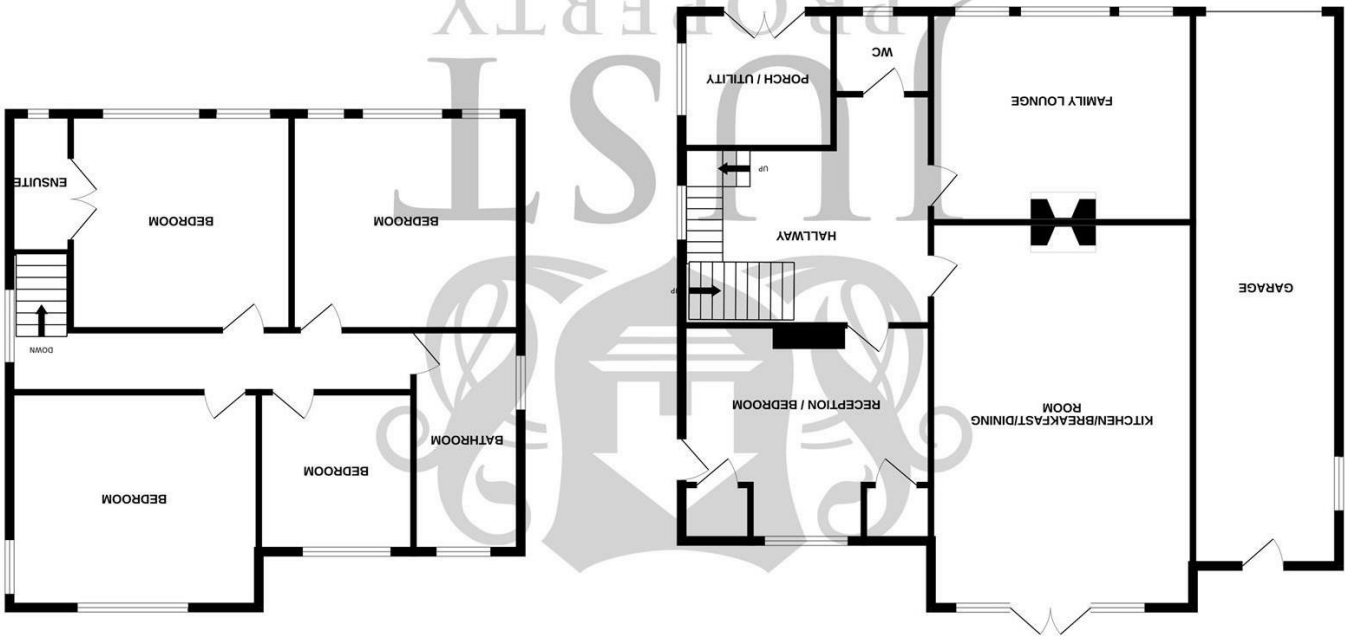 KITCHEN/BREAKFAST/DINING
ROOM
GARAGE
RECEPTION / BEDROOM
UP
HALLWAY
UP
FAMILY LOUNGE
WC
PORCH / UTILITY
BEDROOM
BEDROOM
BATHROOM
DOWN
BEDROOM
BEDROOM
ENSUITE
JUST
PROPERTY